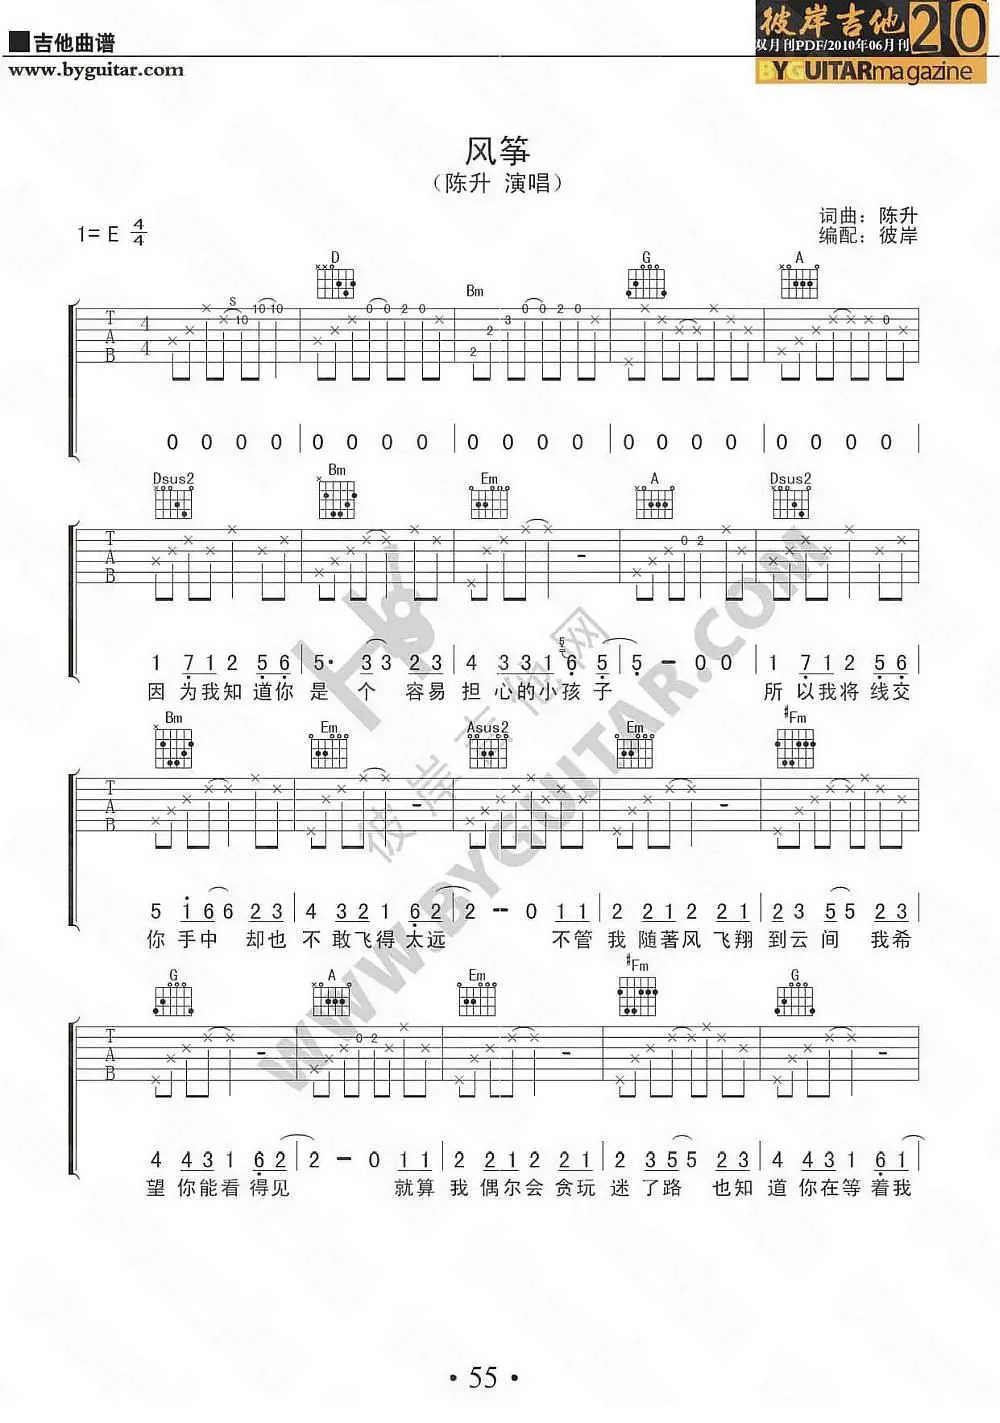 ■吉他曲谱
www.byguitar.com
彼岸吉他 20
双月刊PDF/2010年06月刊
BYGUITARmagazine
风筝
（陈升 演唱）
词曲：陈升
编配：彼岸
1= E 4/4
D Bm G A
S
10 10 10 0 0 2 0 2 2 3 0 0 2 0 0
T A B 4/4
0 0 0 0 | 0 0 0 0 | 0 0 0 0 | 0 0 0 0 | 0 0 0 0
Dsus2 Bm Em A Dsus2
T A B
0 2
1 7 1 2 5 6 | 5· 3 3 2 3 | 4 3 3 1 6 5 | 5 - 0 0 | 1 7 1 2 5 6
因 为我知 道你 是 个 容易 担 心的小孩子 所 以我将 线交
Bm Em Asus2 Em #Fm
T A B
5 1 6 6 2 3 | 4 3 2 1 6 2 | 2 -- 0 1 1 | 2 2 1 2 2 1 | 2 3 5 5 2 3
你 手中 却也 不 敢飞得 太远 不管 我 随著风 飞翔 到云 间 我希
G A Em #Fm G
T A B
0 2
4 4 3 1 6 2 | 2 - 0 1 1 | 2 2 1 2 2 1 | 2 3 5 5 2 3 | 4 4 3 1 6 1
望 你能看 得见 就算 我 偶尔会 贪玩 迷 了路 也知 道 你在等 着我
彼岸吉他网
WWW.BYGUITAR.COM
· 55 ·